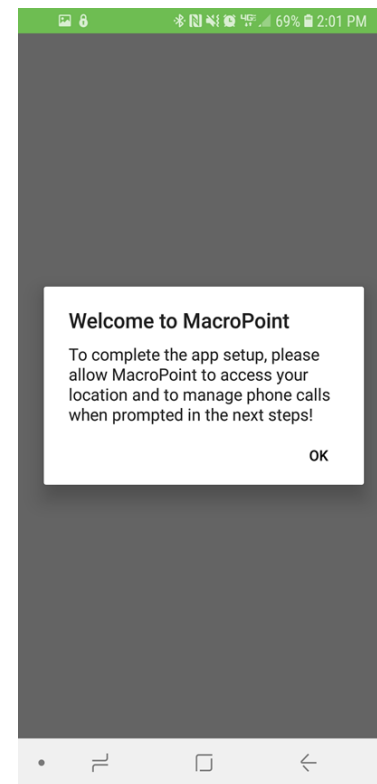 4G 69% 2:01 PM
Welcome to MacroPoint
To complete the app setup, please
allow MacroPoint to access your
location and to manage phone calls
when prompted in the next steps!
OK